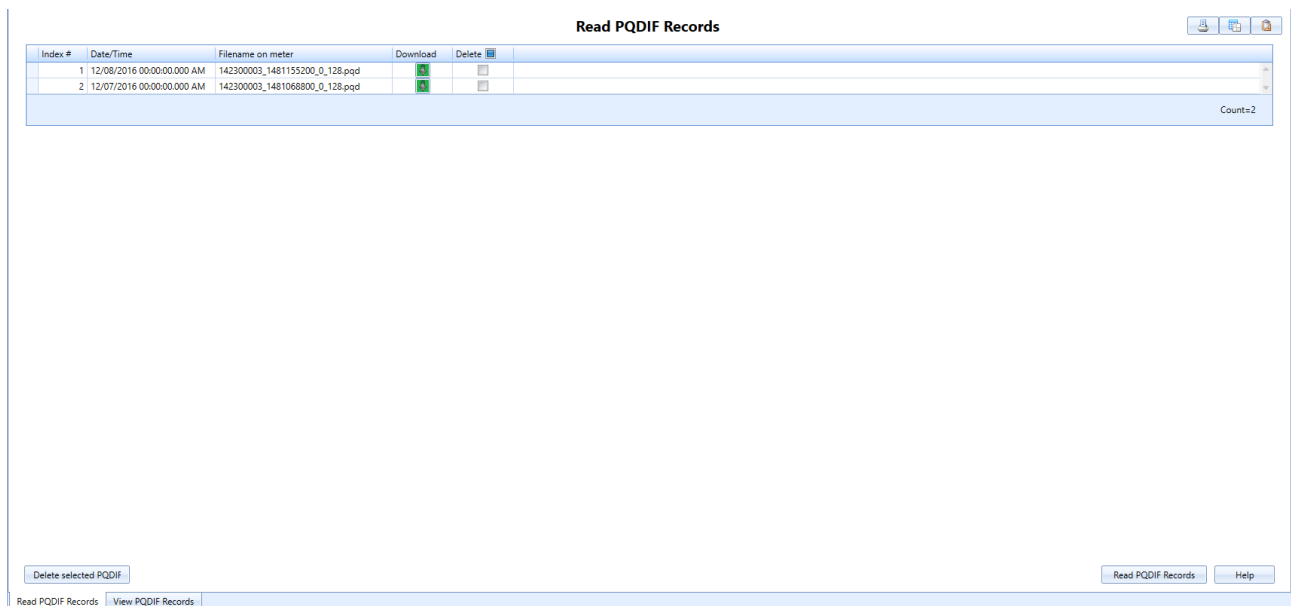 Read PQDIF Records
Index # Date/Time Filename on meter Download Delete
1 12/08/2016 00:00:00.000 AM 142300003_1481155200_0_128.pqd
2 12/07/2016 00:00:00.000 AM 142300003_1481068800_0_128.pqd
Count=2
Delete selected PQDIF Read PQDIF Records Help
Read PQDIF Records View PQDIF Records